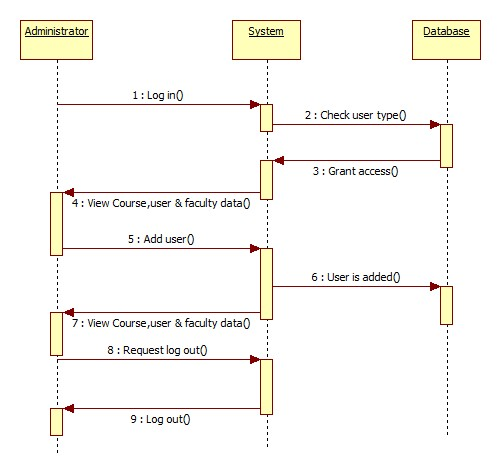 Administrator
System
Database
1 : Log in()
2 : Check user type()
3 : Grant access()
4 : View Course,user & faculty data()
5 : Add user()
6 : User is added()
7 : View Course,user & faculty data()
8 : Request log out()
9 : Log out()